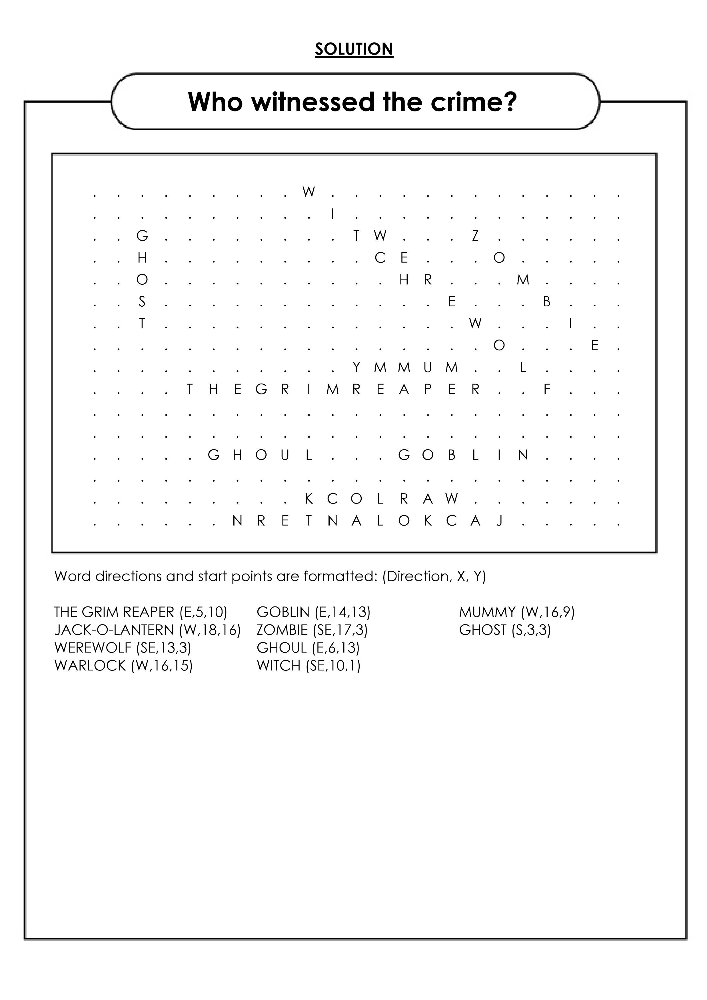 SOLUTION
Who witnessed the crime?
. . . . . . . . . W . . . . . . . . . . . . .
. . . . . . . . . . I . . . . . . . . . . . .
. . G . . . . . . . . T W . . . Z . . . . . .
. . H . . . . . . . . . C E . . . O . . . . .
. . O . . . . . . . . . . H R . . . M . . . .
. . S . . . . . . . . . . . . E . . . B . . .
. . T . . . . . . . . . . . . . W . . . I . .
. . . . . . . . . . . . . . . . . O . . . E .
. . . . . . . . . . . Y M M U M . . L . . . .
. . . . T H E G R I M R E A P E R . . F . . .
. . . . . . . . . . . . . . . . . . . . . . .
. . . . . . . . . . . . . . . . . . . . . . .
. . . . . G H O U L . . . G O B L I N . . . .
. . . . . . . . . . . . . . . . . . . . . . .
. . . . . . . . . K C O L R A W . . . . . . .
. . . . . . N R E T N A L O K C A J . . . . .
Word directions and start points are formatted: (Direction, X, Y)
THE GRIM REAPER (E,5,10) GOBLIN (E,14,13) MUMMY (W,16,9)
JACK-O-LANTERN (W,18,16) ZOMBIE (SE,17,3) GHOST (S,3,3)
WEREWOLF (SE,13,3) GHOUL (E,6,13)
WARLOCK (W,16,15) WITCH (SE,10,1)